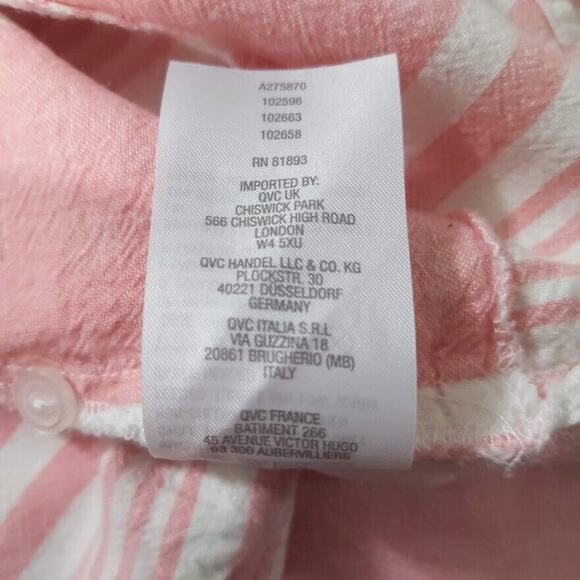 A275870
102596
102663
102658
RN 81893
IMPORTED BY:
QVC UK
CHISWICK PARK
566 CHISWICK HIGH ROAD
LONDON
W4 5XU
QVC HANDEL LLC & CO. KG
PLOCKSTR. 30
40221 DÜSSELDORF
GERMANY
QVC ITALIA S.R.L
VIA GUZZINA 18
20861 BRUGHERIO (MB)
ITALY
QVC FRANCE
BATIMENT 266
45 AVENUE VICTOR HUGO
93 300 AUBERVILLIERS